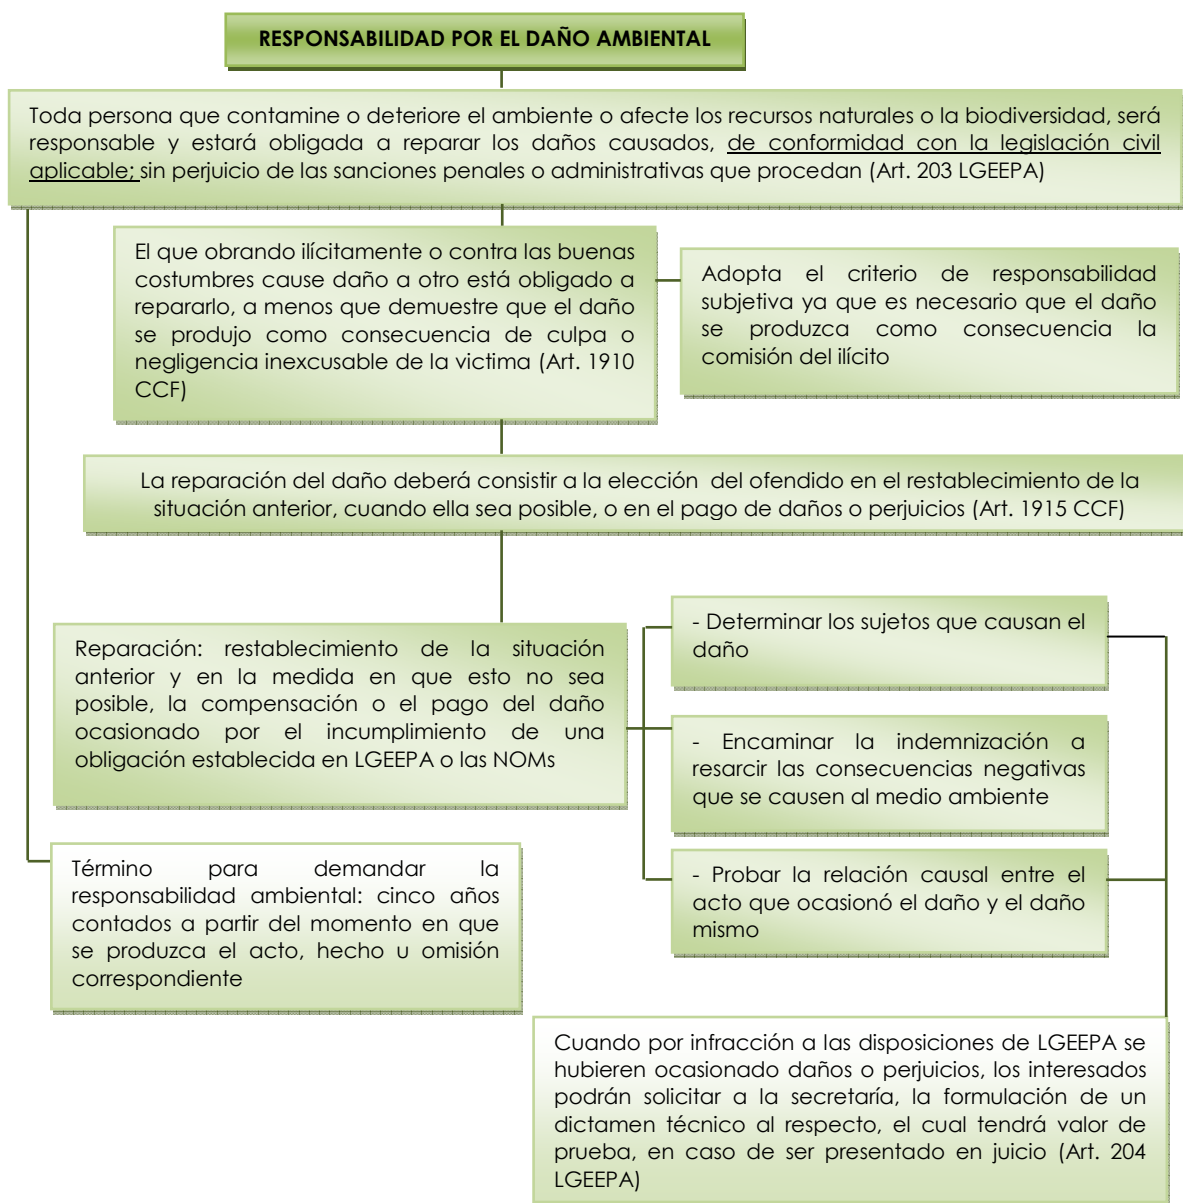 RESPONSABILIDAD POR EL DAÑO AMBIENTAL
Toda persona que contamine o deteriore el ambiente o afecte los recursos naturales o la biodiversidad, será
responsable y estará obligada a reparar los daños causados, de conformidad con la legislación civil
aplicable; sin perjuicio de las sanciones penales o administrativas que procedan (Art. 203 LGEEPA)
El que obrando ilícitamente o contra las buenas
costumbres cause daño a otro está obligado a
repararlo, a menos que demuestre que el daño
se produjo como consecuencia de culpa o
negligencia inexcusable de la victima (Art. 1910
CCF)
Adopta el criterio de responsabilidad
subjetiva ya que es necesario que el daño
se produzca como consecuencia la
comisión del ilícito
La reparación del daño deberá consistir a la elección del ofendido en el restablecimiento de la
situación anterior, cuando ella sea posible, o en el pago de daños o perjuicios (Art. 1915 CCF)
Reparación: restablecimiento de la situación
anterior y en la medida en que esto no sea
posible, la compensación o el pago del daño
ocasionado por el incumplimiento de una
obligación establecida en LGEEPA o las NOMs
- Determinar los sujetos que causan el
daño
- Encaminar la indemnización a
resarcir las consecuencias negativas
que se causen al medio ambiente
- Probar la relación causal entre el
acto que ocasionó el daño y el daño
mismo
Término para demandar la
responsabilidad ambiental: cinco años
contados a partir del momento en que
se produzca el acto, hecho u omisión
correspondiente
Cuando por infracción a las disposiciones de LGEEPA se
hubieren ocasionado daños o perjuicios, los interesados
podrán solicitar a la secretaría, la formulación de un
dictamen técnico al respecto, el cual tendrá valor de
prueba, en caso de ser presentado en juicio (Art. 204
LGEEPA)